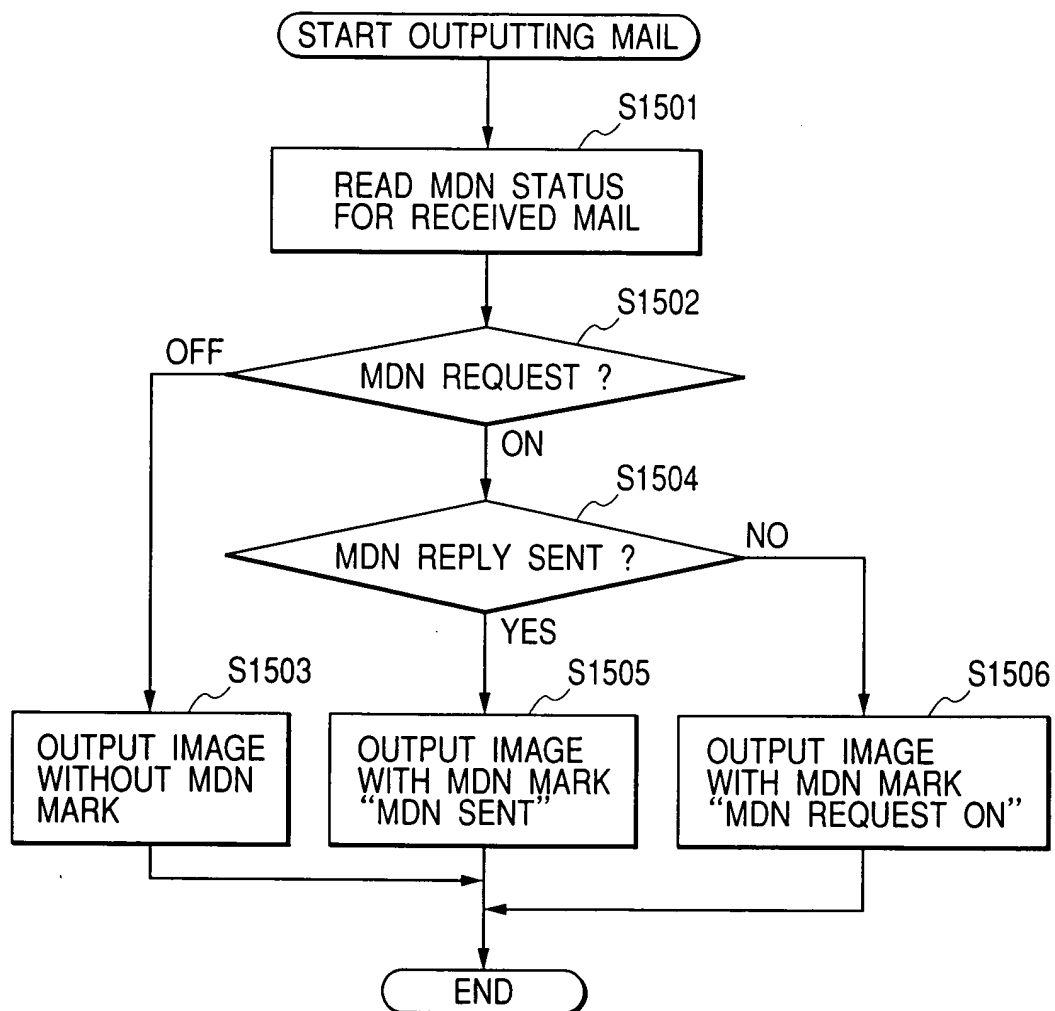 START OUTPUTTING MAIL
S1501
READ MDN STATUS
FOR RECEIVED MAIL
S1502
OFF
MDN REQUEST ?
ON
S1504
NO
MDN REPLY SENT ?
YES
S1503
OUTPUT IMAGE
WITHOUT MDN
MARK
S1505
OUTPUT IMAGE
WITH MDN MARK
“MDN SENT”
S1506
OUTPUT IMAGE
WITH MDN MARK
“MDN REQUEST ON”
END